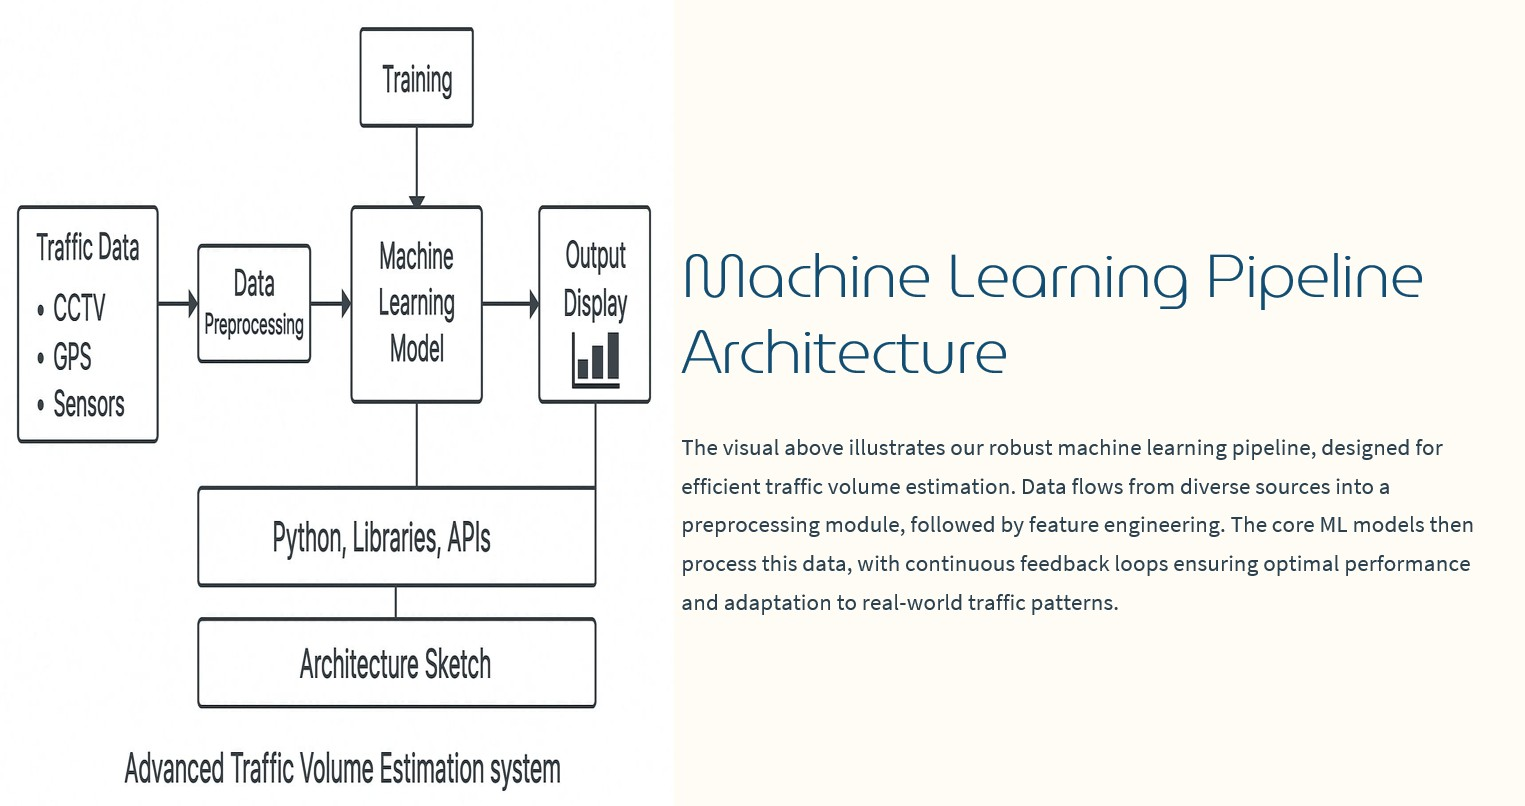 Training
Traffic Data
• CCTV
• GPS
• Sensors
Data
Preprocessing
Machine
Learning
Model
Output
Display
Python, Libraries, APIs
Architecture Sketch
Advanced Traffic Volume Estimation system
Machine Learning Pipeline
Architecture
The visual above illustrates our robust machine learning pipeline, designed for
efficient traffic volume estimation. Data flows from diverse sources into a
preprocessing module, followed by feature engineering. The core ML models then
process this data, with continuous feedback loops ensuring optimal performance
and adaptation to real-world traffic patterns.